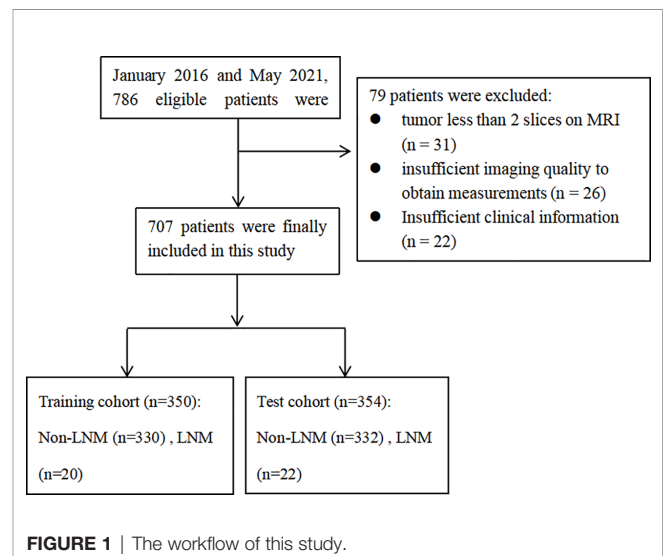 January 2016 and May 2021,
786 eligible patients were
79 patients were excluded:
● tumor less than 2 slices on MRI
(n = 31)
● insufficient imaging quality to
obtain measurements (n = 26)
● Insufficient clinical information
(n = 22)
707 patients were finally
included in this study
Training cohort (n=350):
Non-LNM (n=330) , LNM
(n=20)
Test cohort (n=354):
Non-LNM (n=332) , LNM
(n=22)
FIGURE 1 | The workflow of this study.